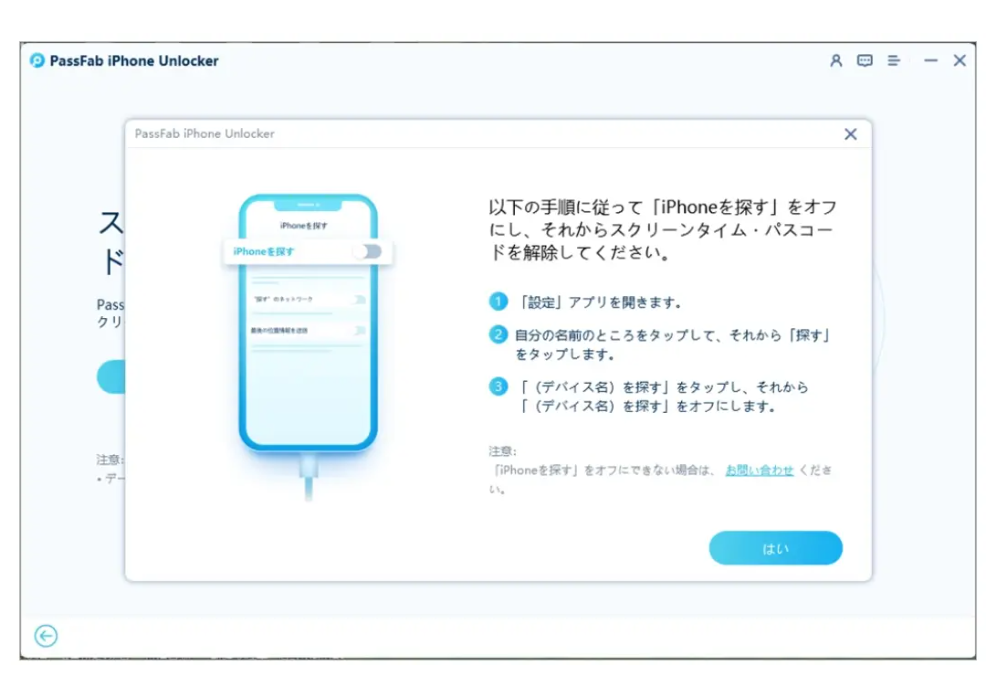 PassFab iPhone Unlocker
PassFab iPhone Unlocker
ス
ド
Pass
クリ
注意:
• デー
iPhoneを探す
iPhoneを探す
"探す"のネットワーク
最後の位置情報を送信
以下の手順に従って「iPhoneを探す」をオフ
にし、それからスクリーンタイム・パスコー
ドを解除してください。
1 「設定」アプリを開きます。
2 自分の名前のところをタップして、それから「探す」
をタップします。
3 「（デバイス名）を探す」をタップし、それから
「（デバイス名）を探す」をオフにします。
注意:
「iPhoneを探す」をオフにできない場合は、 お問い合わせ くださ
い。
はい